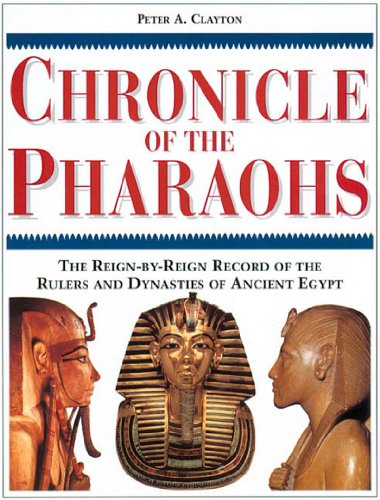 PETER A. CLAYTON
CHRONICLE
OF THE
PHARAOHS
THE REIGN-BY-REIGN RECORD OF THE
RULERS AND DYNASTIES OF ANCIENT EGYPT